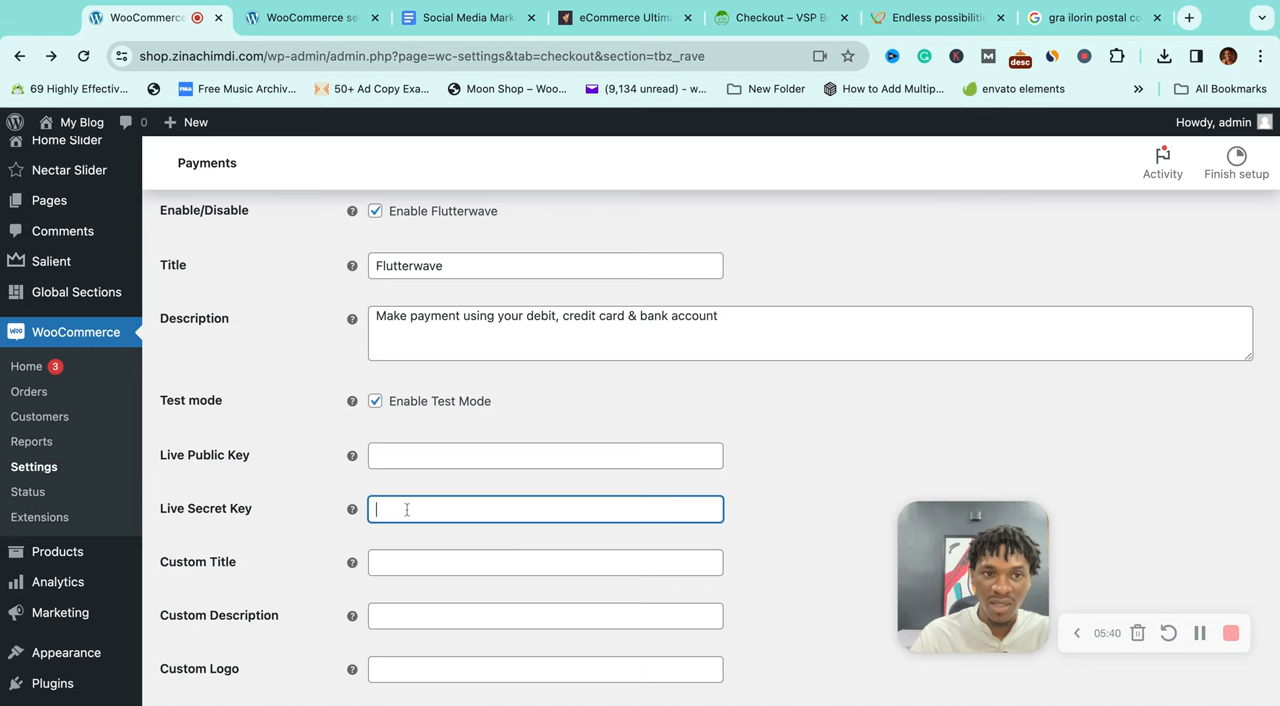 WooCommerce
WooCommerce se
Social Media Mark
eCommerce Ultim
Checkout – VSP B
Endless possibiliti
gra ilorin postal co
shop.zinachimdi.com/wp-admin/admin.php?page=wc-settings&tab=checkout&section=tbz_rave
desc
69 Highly Effectiv...
Free Music Archiv...
50+ Ad Copy Exa...
Moon Shop – Woo...
(9,134 unread) - w...
New Folder
How to Add Multip...
envato elements
All Bookmarks
My Blog
0
New
Howdy, admin
Home Slider
Nectar Slider
Pages
Comments
Salient
Global Sections
WooCommerce
Home 3
Orders
Customers
Reports
Settings
Status
Extensions
Products
Analytics
Marketing
Appearance
Plugins
Payments
Activity
Finish setup
Enable/Disable
Enable Flutterwave
Title
Flutterwave
Description
Make payment using your debit, credit card & bank account
Test mode
Enable Test Mode
Live Public Key
Live Secret Key
Custom Title
Custom Description
Custom Logo
05:40